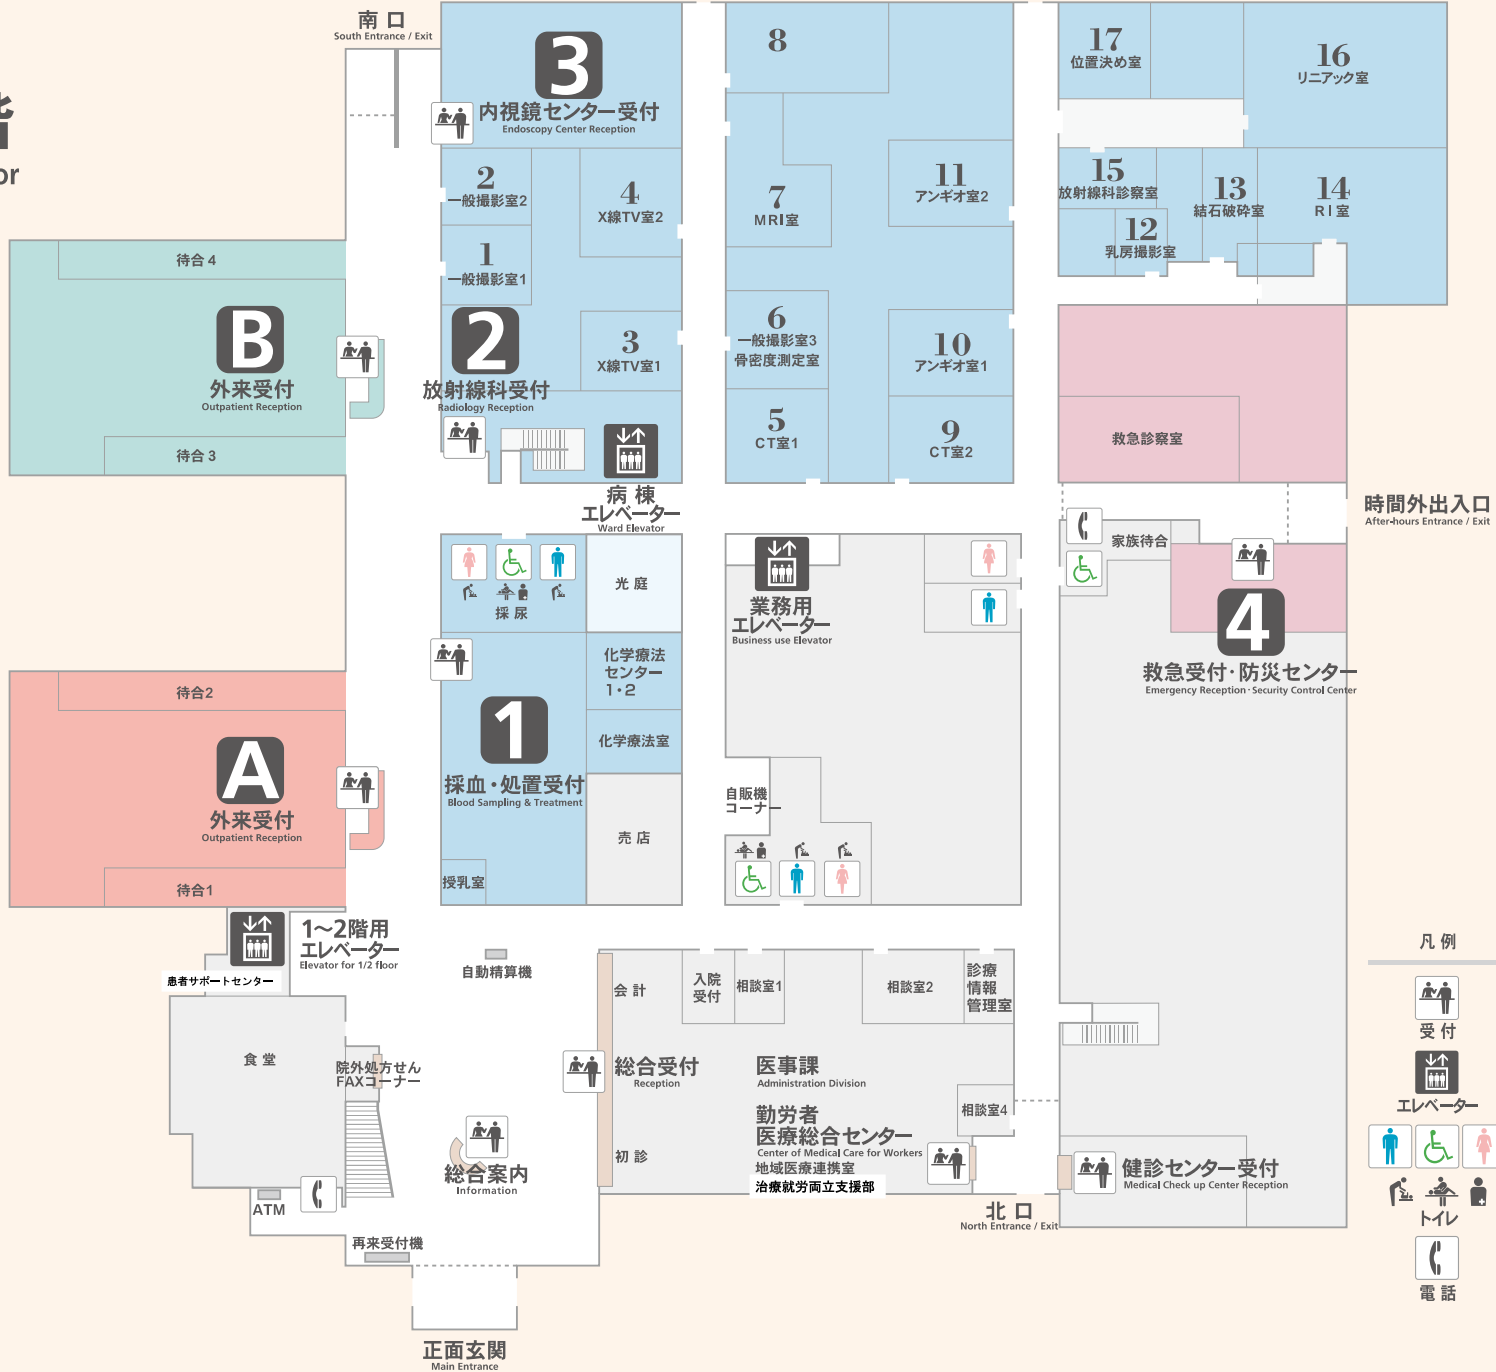 階
南口
South Entrance / Exit
3
内視鏡センター受付
Endoscopy Center Reception
2
一般撮影室2
1
一般撮影室1
4
X線TV室2
3
X線TV室1
2
放射線科受付
Radiology Reception
病棟
エレベーター
Ward Elevator
8
7
MRI室
11
アンギオ室2
6
一般撮影室3
骨密度測定室
10
アンギオ室1
5
CT室1
9
CT室2
17
位置決め室
16
リニアック室
15
放射線科診察室
13
結石破砕室
14
RI室
12
乳房撮影室
待合4
B
外来受付
Outpatient Reception
待合3
救急診察室
時間外出入口
After-hours Entrance / Exit
家族待合
4
救急受付・防災センター
Emergency Reception・Security Control Center
採尿
光庭
化学療法
センター
1・2
化学療法室
1
採血・処置受付
Blood Sampling & Treatment
売店
授乳室
業務用
エレベーター
Business use Elevator
自販機
コーナー
待合2
A
外来受付
Outpatient Reception
待合1
1～2階用
エレベーター
Elevator for 1/2 floor
患者サポートセンター
食堂
院外処方せん
FAXコーナー
ATM
再来受付機
自動精算機
総合案内
Information
正面玄関
Main Entrance
会計
総合受付
Reception
初診
入院
受付
相談室1
相談室2
診療
情報
管理室
医事課
Administration Division
勤労者
医療総合センター
Center of Medical Care for Workers
地域医療連携室
治療就労両立支援部
相談室4
北口
North Entrance / Exit
健診センター受付
Medical Check up Center Reception
凡例
受付
エレベーター
トイレ
電話